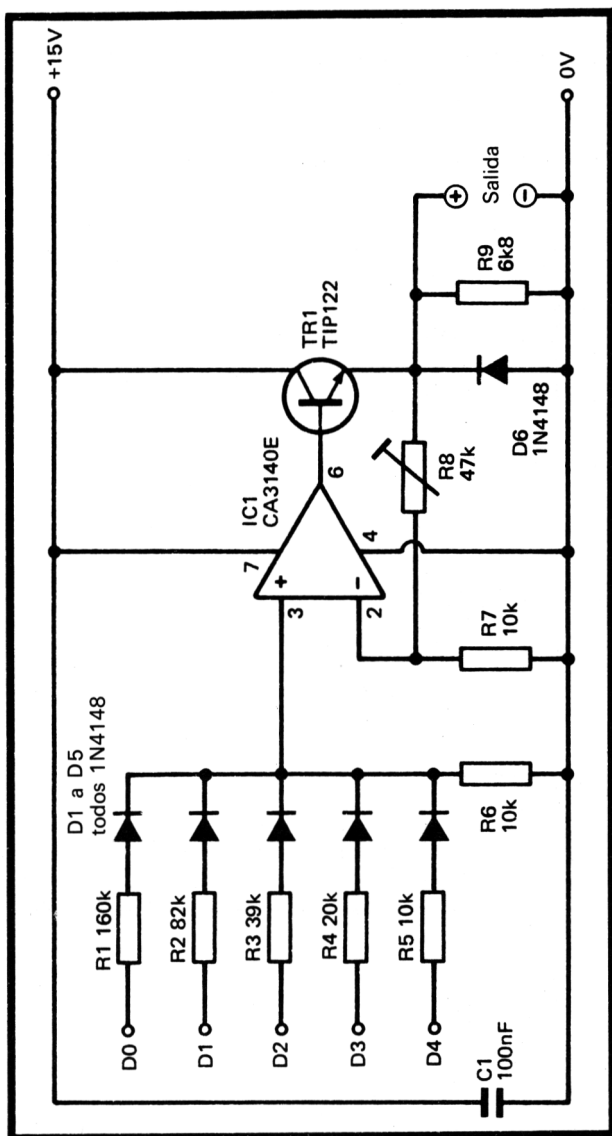 +15V
0V
Salida
+
−
R9
6k8
TR1
TIP122
D6
1N4148
R8
47k
IC1
CA3140E
7
6
4
3
+
2
−
R7
10k
D1 a D5
todos 1N4148
R6
10k
R1 160k
R2 82k
R3 39k
R4 20k
R5 10k
D0
D1
D2
D3
D4
C1
100nF